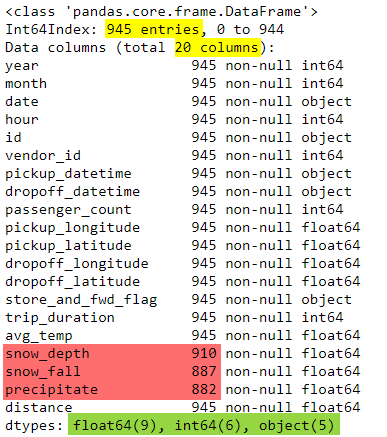 <class 'pandas.core.frame.DataFrame'>
Int64Index: 945 entries, 0 to 944
Data columns (total 20 columns):
year                 945 non-null int64
month                945 non-null int64
date                 945 non-null object
hour                 945 non-null int64
id                   945 non-null object
vendor_id            945 non-null int64
pickup_datetime      945 non-null object
dropoff_datetime     945 non-null object
passenger_count      945 non-null int64
pickup_longitude     945 non-null float64
pickup_latitude      945 non-null float64
dropoff_longitude    945 non-null float64
dropoff_latitude     945 non-null float64
store_and_fwd_flag   945 non-null object
trip_duration        945 non-null int64
avg_temp             945 non-null float64
snow_depth           910 non-null float64
snow_fall            887 non-null float64
precipitate          882 non-null float64
distance             945 non-null float64
dtypes: float64(9), int64(6), object(5)